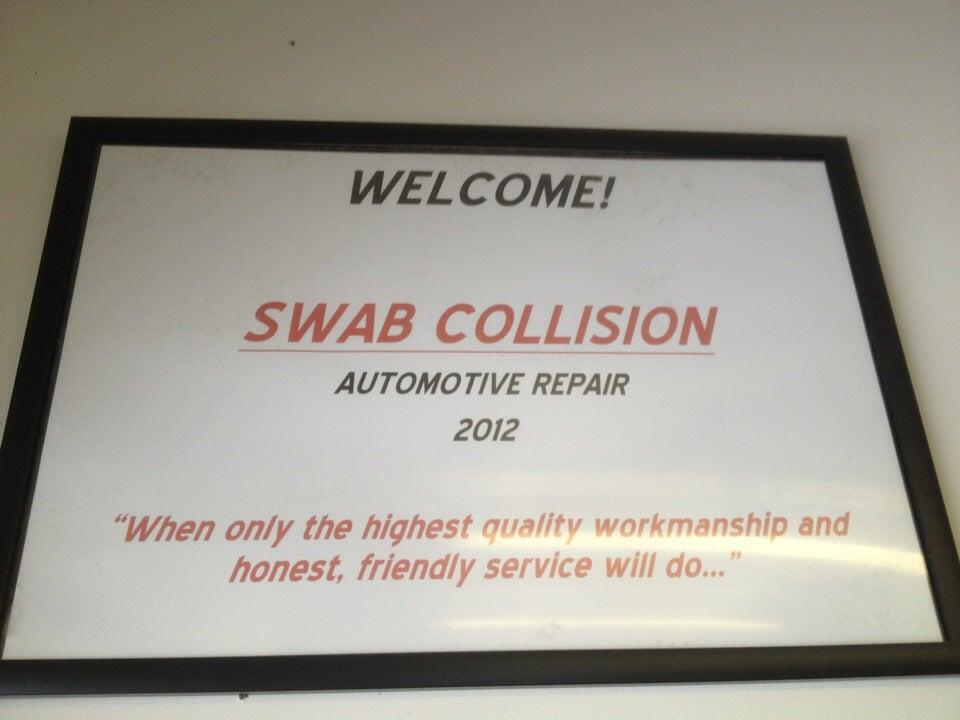 WELCOME!
SWAB COLLISION
AUTOMOTIVE REPAIR
2012
“When only the highest quality workmanship and
honest, friendly service will do...”